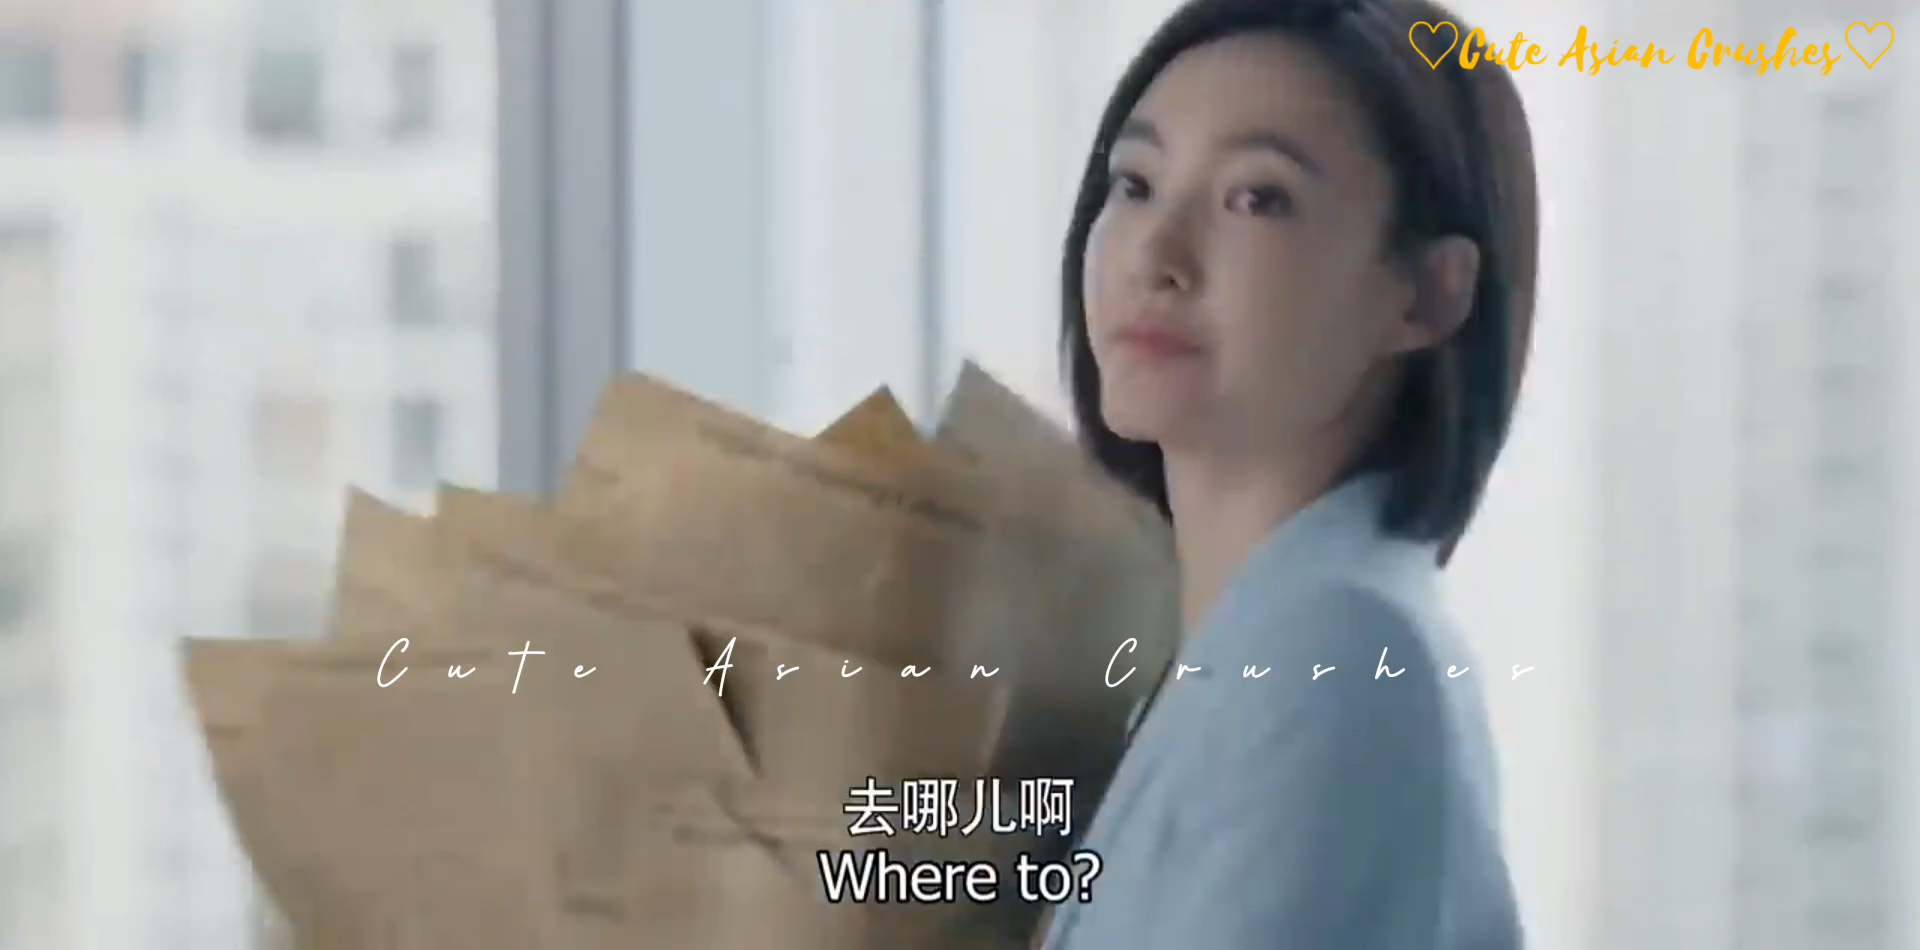 ♡Cute Asian Crushes♡
Cute Asian Crushes
去哪儿啊
Where to?